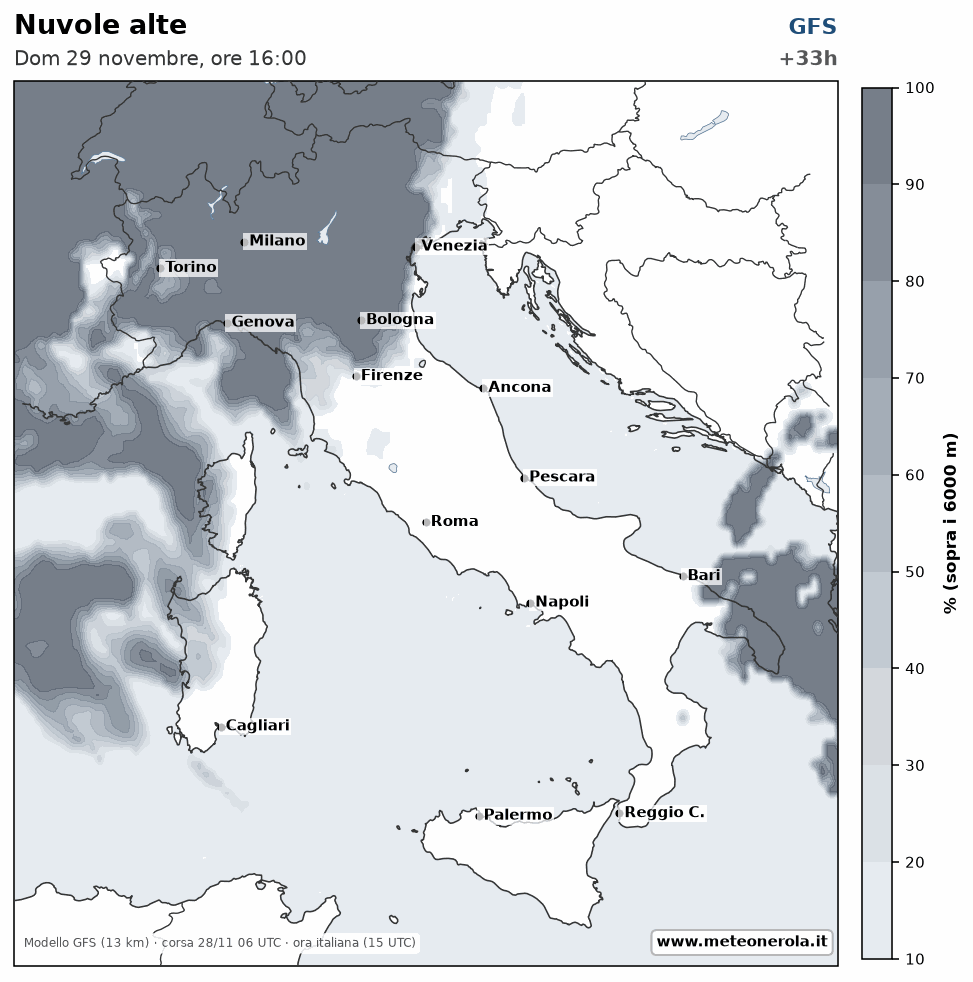 Nuvole alte
GFS
Dom 29 novembre, ore 16:00
+33h
Milano
Venezia
Torino
Genova
Bologna
Firenze
Ancona
Pescara
Roma
Bari
Napoli
Cagliari
Palermo
Reggio C.
Modello GFS (13 km) · corsa 28/11 06 UTC · ora italiana (15 UTC)
www.meteonerola.it
100
90
80
70
60
50
40
30
20
10
% (sopra i 6000 m)